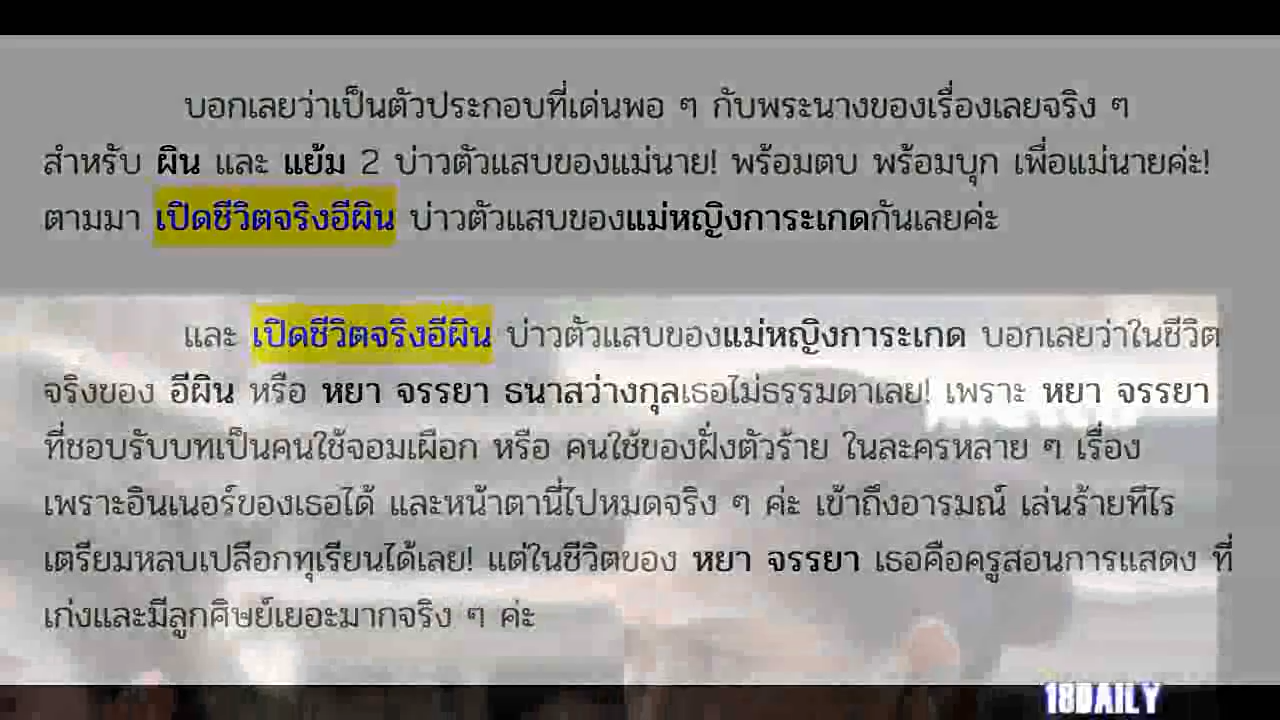 บอกเลยว่าเป็นตัวประกอบที่เด่นพอ ๆ กับพระนางของเรื่องเลยจริง ๆ
สำหรับ ผิน และ แย้ม 2 บ่าวตัวแสบของแม่นาย! พร้อมตบ พร้อมบุก เพื่อแม่นายค่ะ!
ตามมา เปิดชีวิตจริงอีผิน บ่าวตัวแสบของแม่หญิงการะเกดกันเลยค่ะ
และ เปิดชีวิตจริงอีผิน บ่าวตัวแสบของแม่หญิงการะเกด บอกเลยว่าในชีวิต
จริงของ อีผิน หรือ หยา จรรยา ธนาสว่างกุลเธอไม่ธรรมดาเลย! เพราะ หยา จรรยา
ที่ชอบรับบทเป็นคนใช้จอมเผือก หรือ คนใช้ของฝั่งตัวร้าย ในละครหลาย ๆ เรื่อง
เพราะอินเนอร์ของเธอได้ และหน้าตานี่ไปหมดจริง ๆ ค่ะ เข้าถึงอารมณ์ เล่นร้ายทีไร
เตรียมหลบเปลือกทุเรียนได้เลย! แต่ในชีวิตของ หยา จรรยา เธอคือครูสอนการแสดง ที่
เก่งและมีลูกศิษย์เยอะมากจริง ๆ ค่ะ
18DAILY